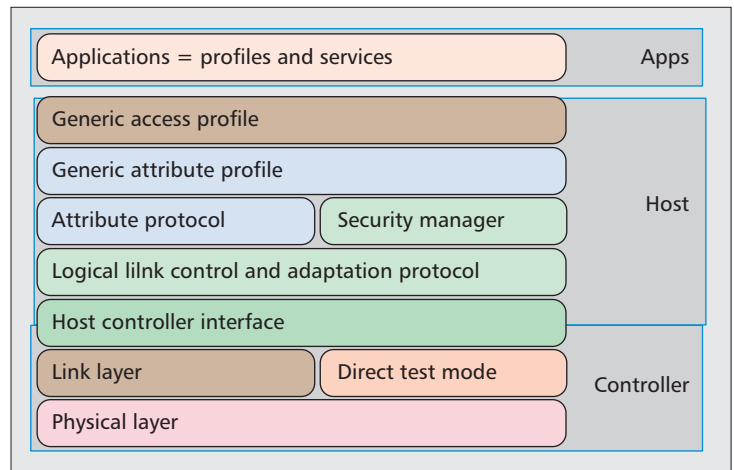 Applications = profiles and services
Apps
Generic access profile
Generic attribute profile
Attribute protocol
Security manager
Host
Logical lilnk control and adaptation protocol
Host controller interface
Link layer
Direct test mode
Controller
Physical layer